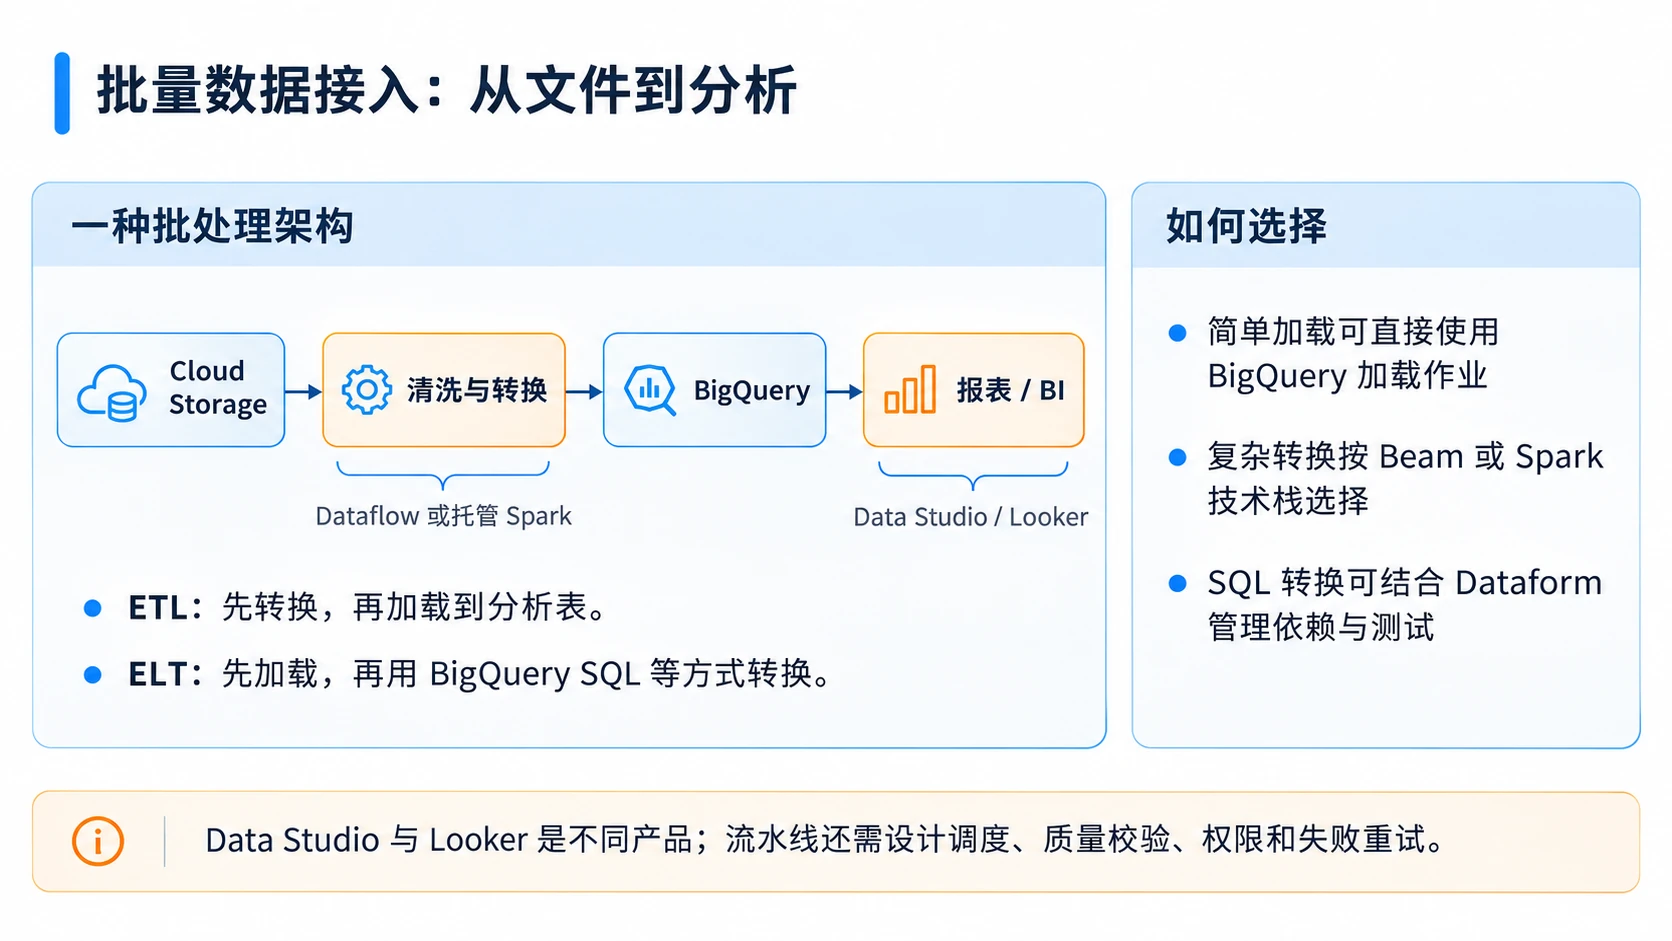 批量数据接入：从文件到分析
一种批处理架构
Cloud
Storage
清洗与转换
BigQuery
报表 / BI
Dataflow 或托管 Spark
Data Studio / Looker
ETL：先转换，再加载到分析表。
ELT：先加载，再用 BigQuery SQL 等方式转换。
如何选择
简单加载可直接使用
BigQuery 加载作业
复杂转换按 Beam 或 Spark
技术栈选择
SQL 转换可结合 Dataform
管理依赖与测试
Data Studio 与 Looker 是不同产品；流水线还需设计调度、质量校验、权限和失败重试。